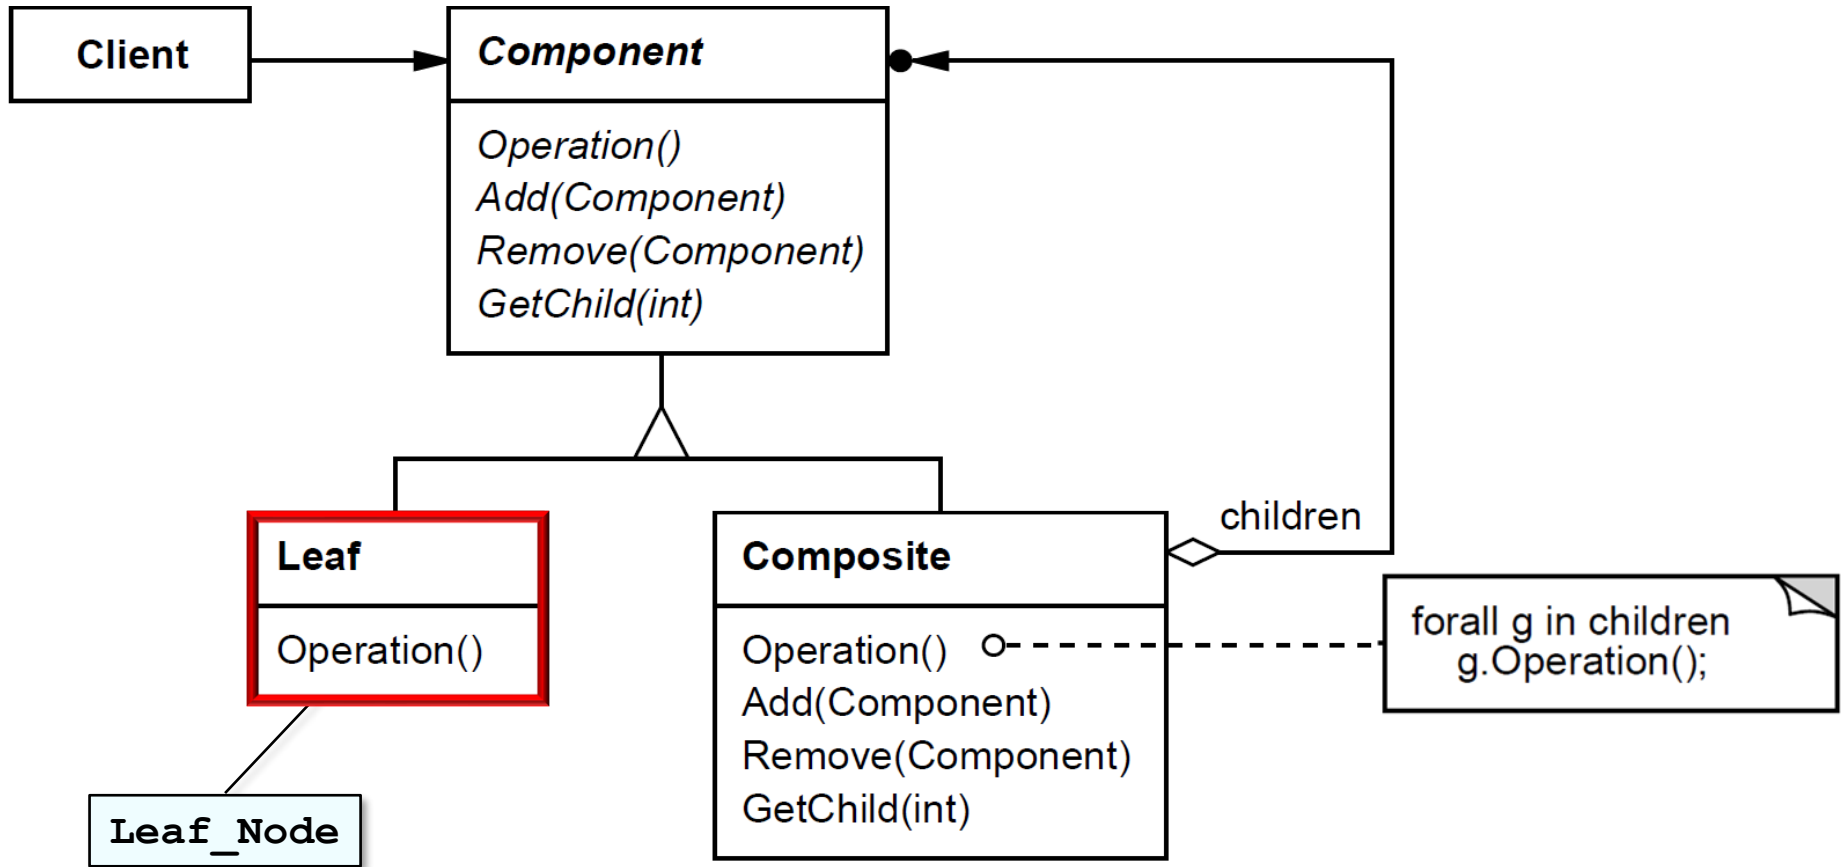 Client
Component
Operation()
Add(Component)
Remove(Component)
GetChild(int)
Leaf
Operation()
Leaf_Node
Composite
Operation()
Add(Component)
Remove(Component)
GetChild(int)
children
forall g in children
g.Operation();